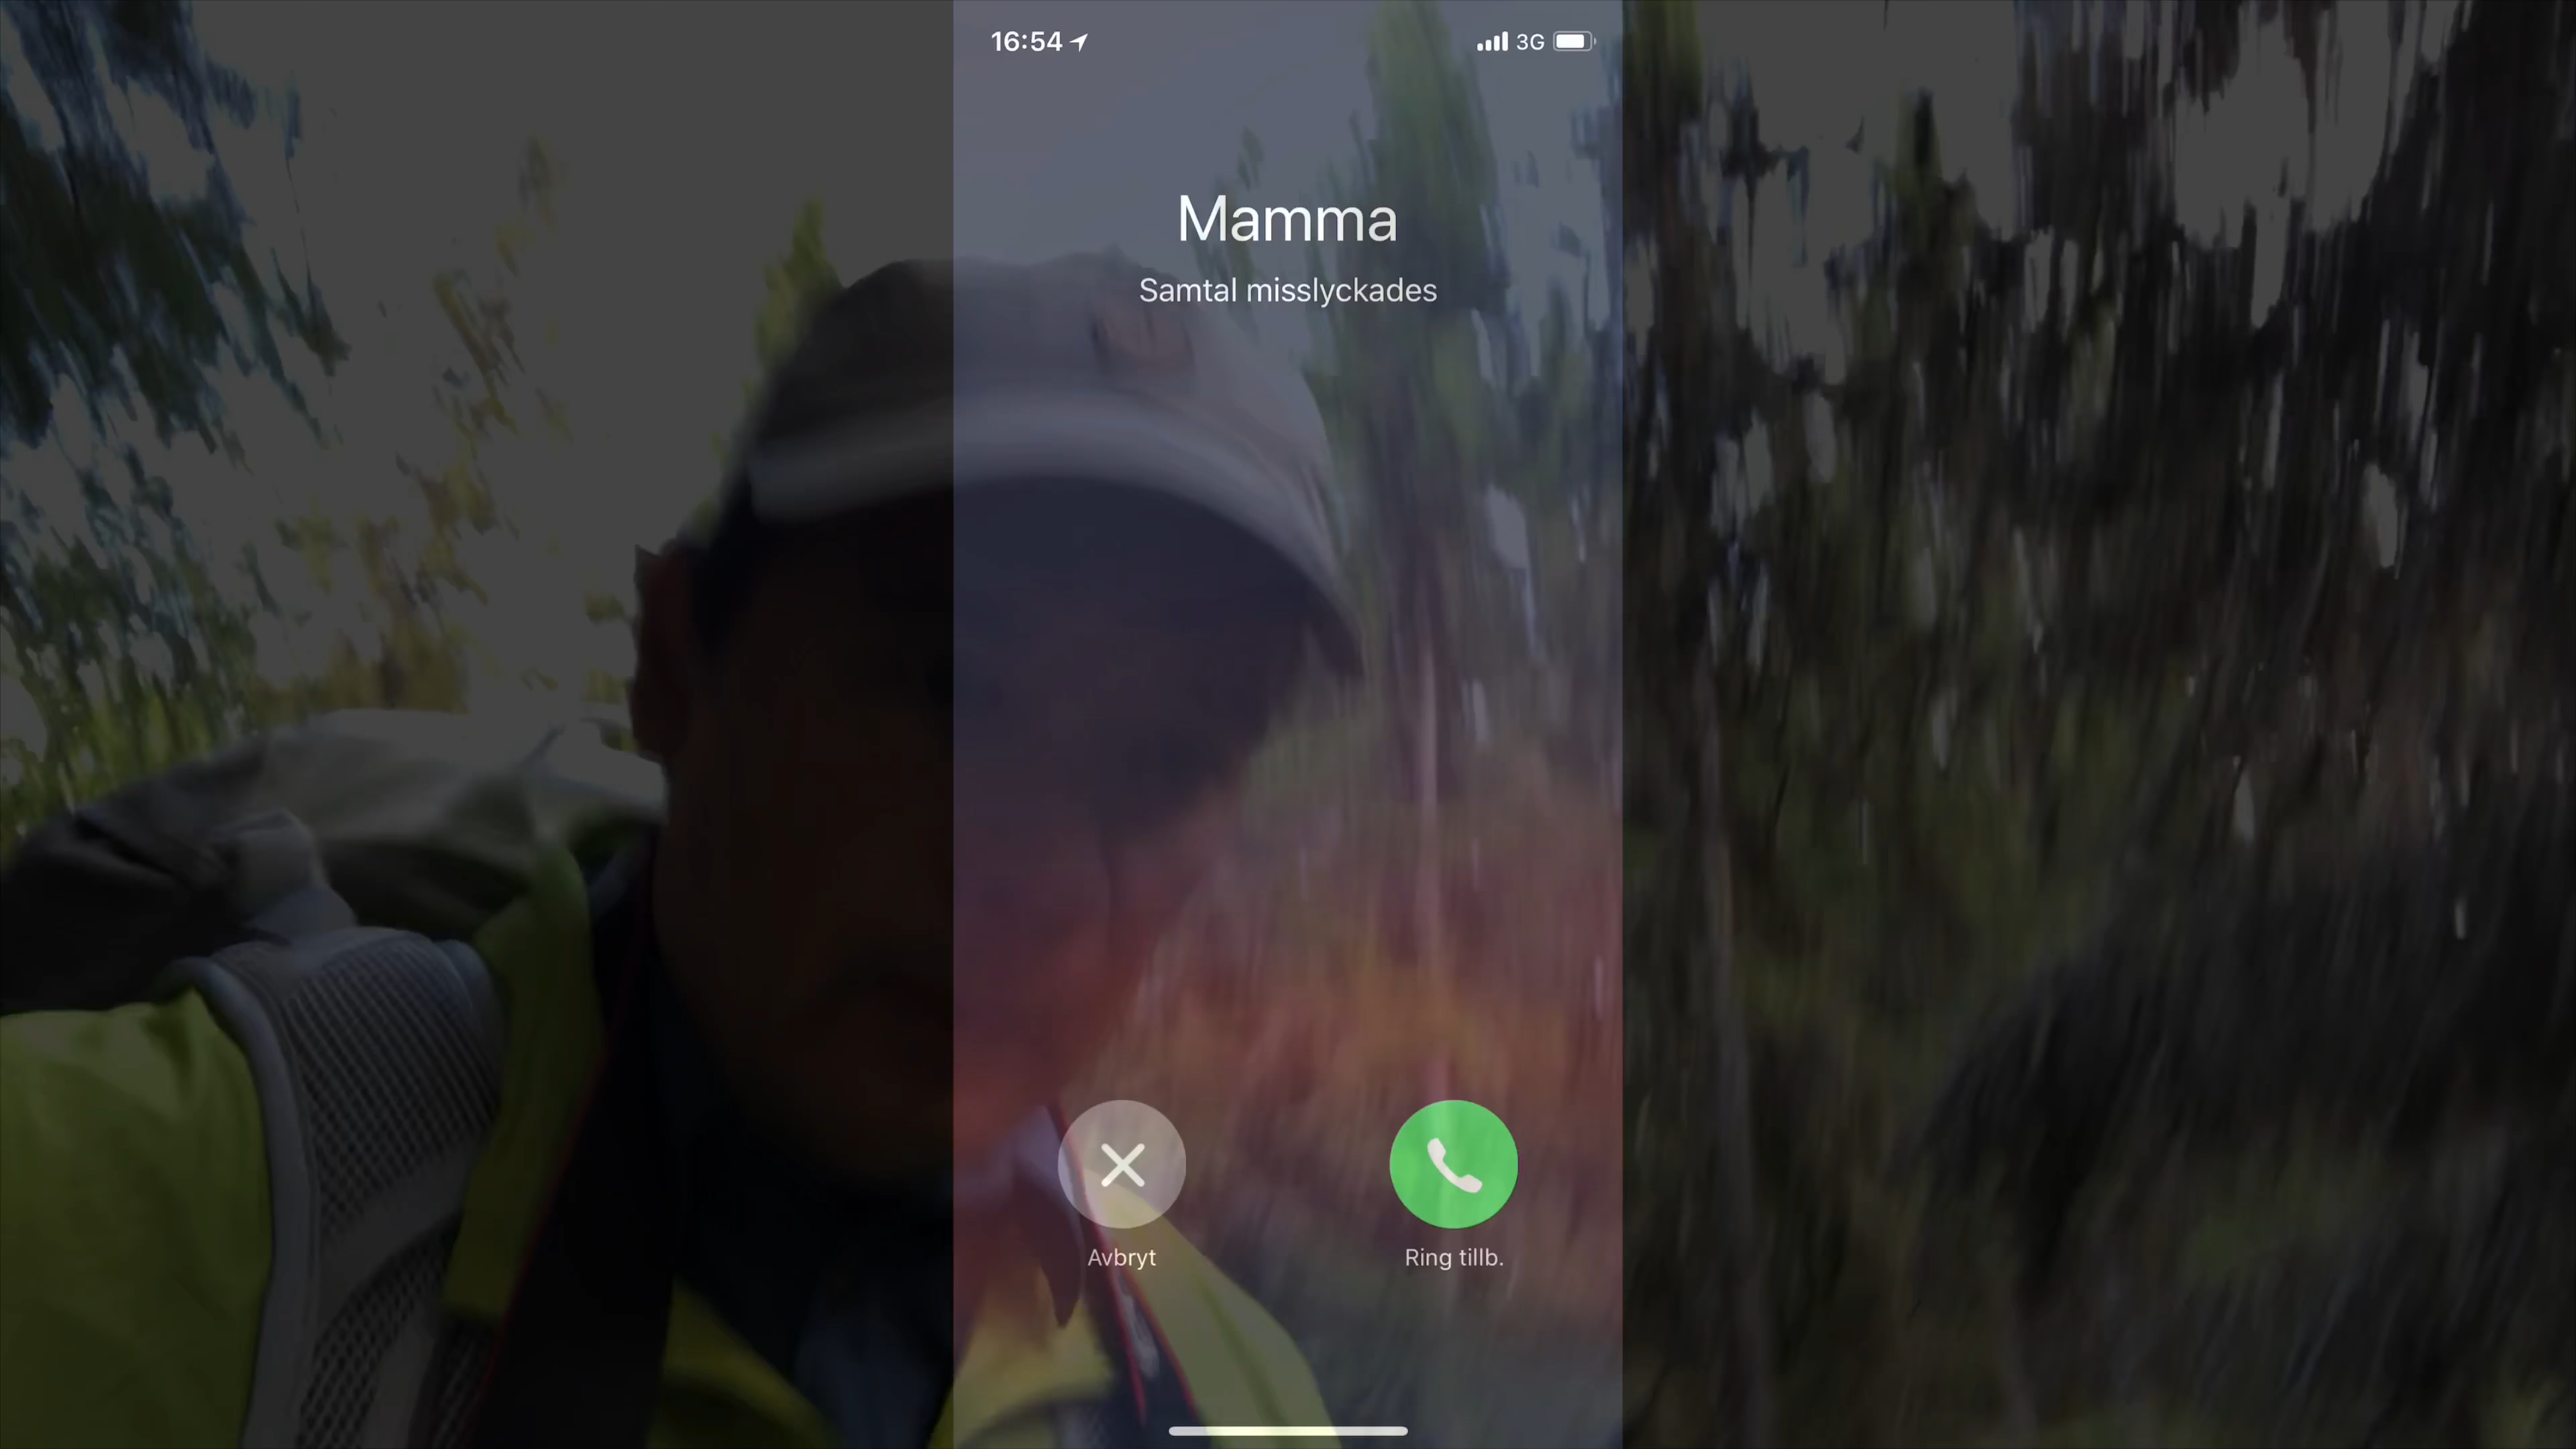 16:54
3G
Mamma
Samtal misslyckades
Avbryt
Ring tillb.